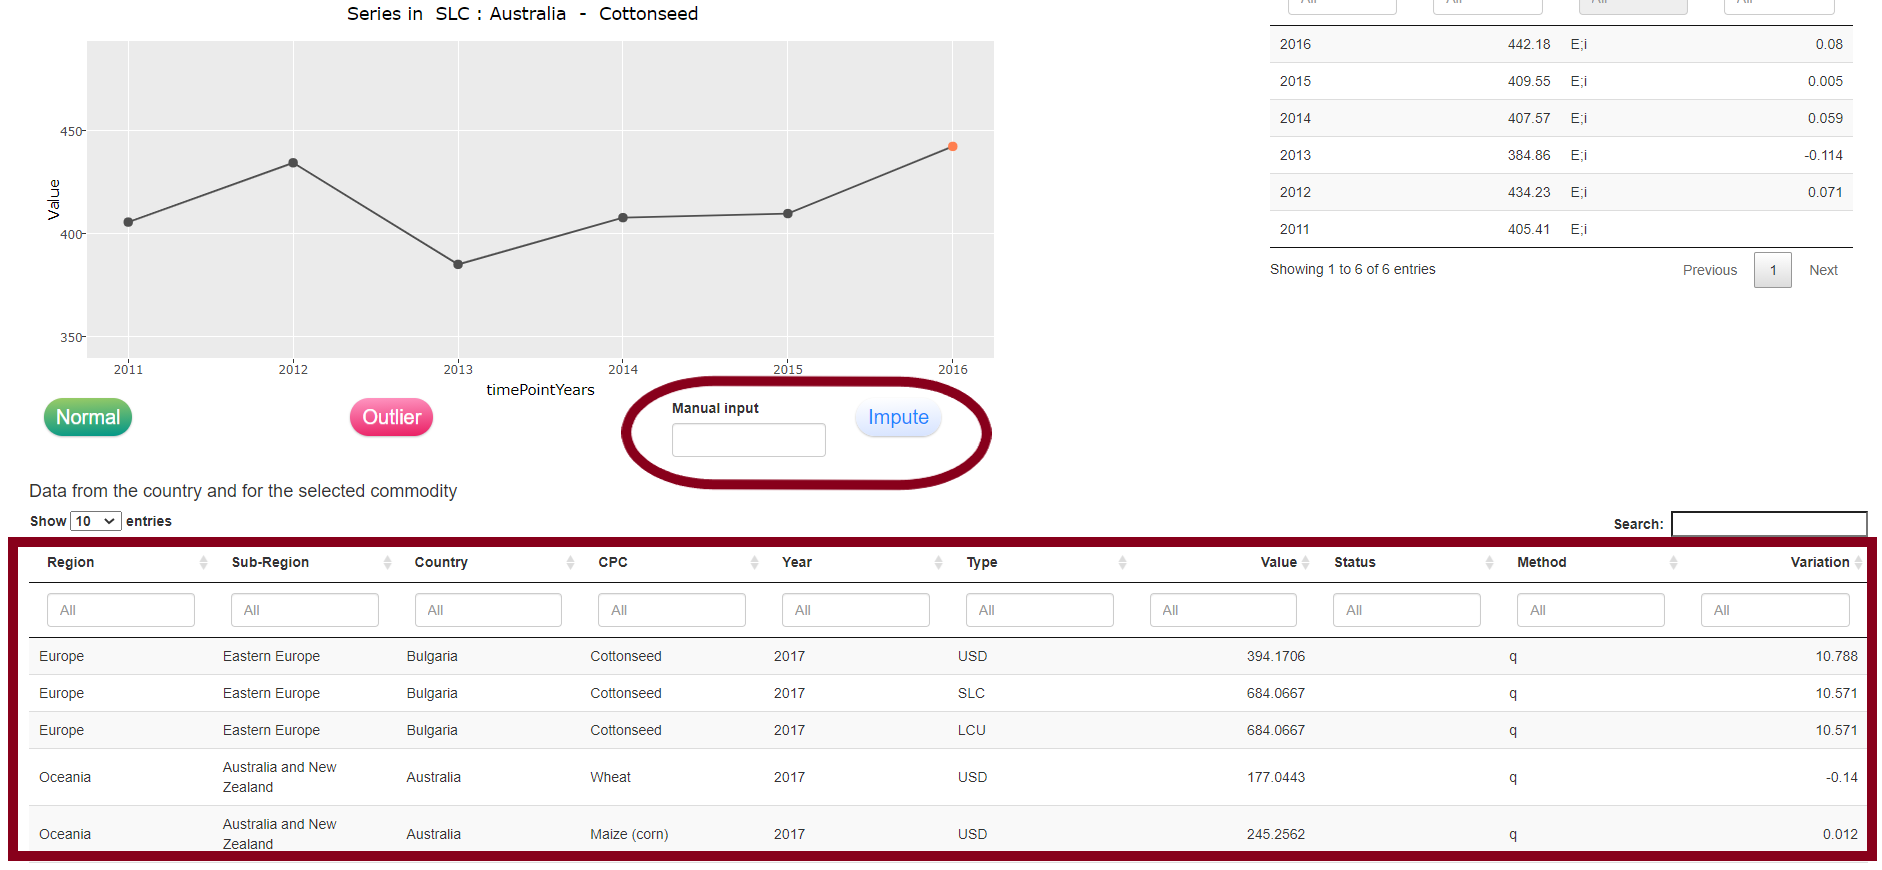 Series in SLC : Australia - Cottonseed
Value
450
400
350
2011 2012 2013 2014 2015 2016
timePointYears
2016 442.18 E;i 0.08
2015 409.55 E;i 0.005
2014 407.57 E;i 0.059
2013 384.86 E;i -0.114
2012 434.23 E;i 0.071
2011 405.41 E;i
Showing 1 to 6 of 6 entries
Previous 1 Next
Normal
Outlier
Manual input
Impute
Data from the country and for the selected commodity
Show 10 entries
Search:
Region Sub-Region Country CPC Year Type Value Status Method Variation
All All All All All All All All All All
Europe Eastern Europe Bulgaria Cottonseed 2017 USD 394.1706 q 10.788
Europe Eastern Europe Bulgaria Cottonseed 2017 SLC 684.0667 q 10.571
Europe Eastern Europe Bulgaria Cottonseed 2017 LCU 684.0667 q 10.571
Oceania Australia and New Zealand Australia Wheat 2017 USD 177.0443 q -0.14
Oceania Australia and New Zealand Australia Maize (corn) 2017 USD 245.2562 q 0.012